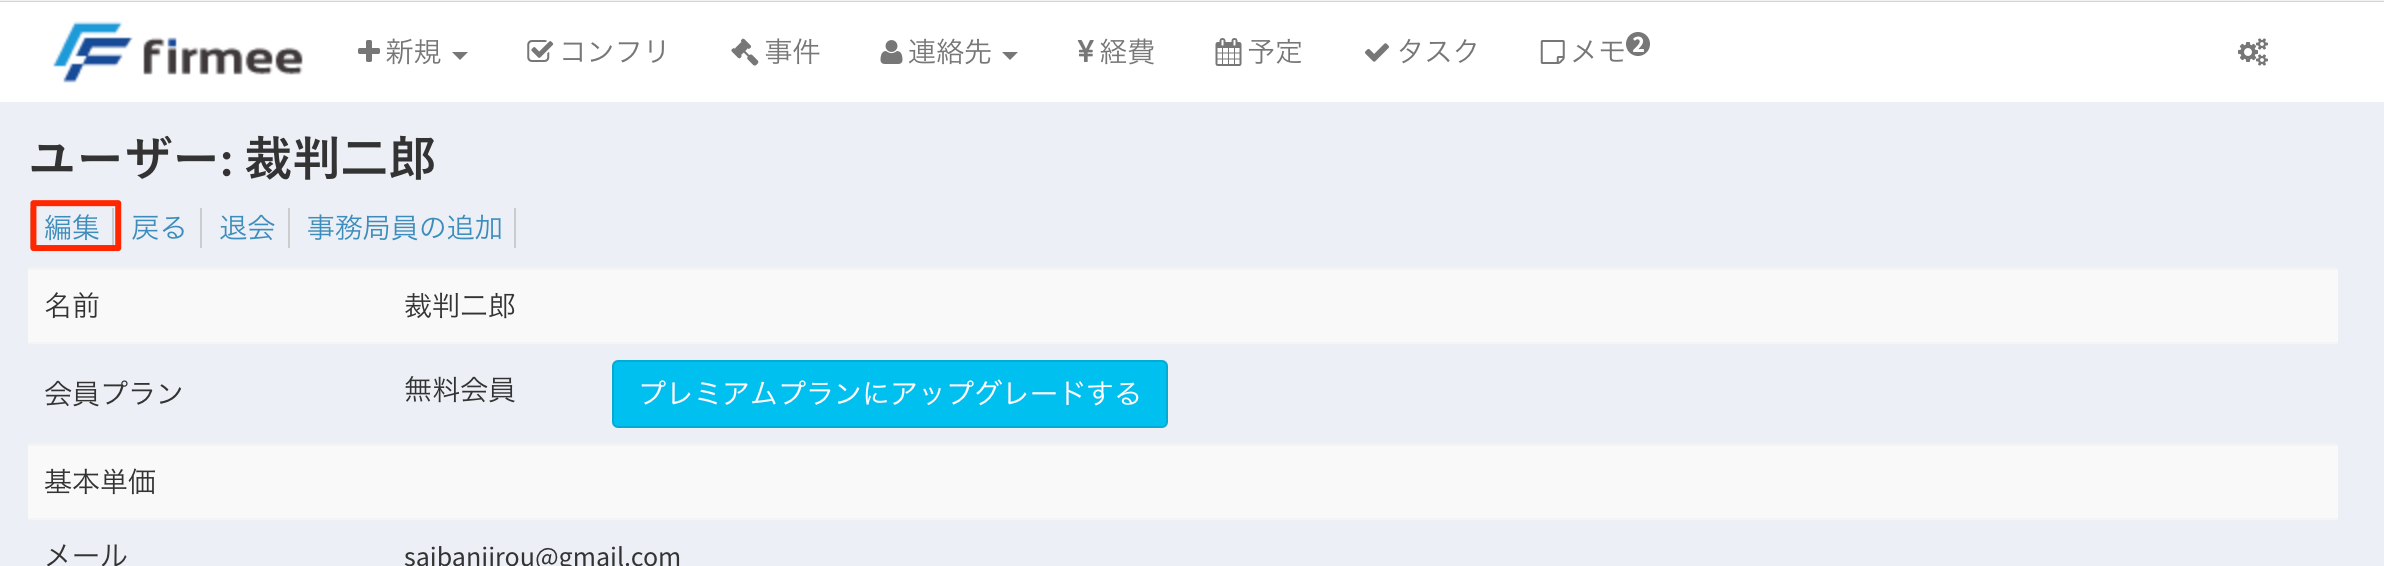 firmee 新規 コンフリ 事件 連絡先 ¥経費 予定 タスク メモ2
ユーザー: 裁判二郎
編集 戻る 退会 事務局員の追加
名前 裁判二郎
会員プラン 無料会員 プレミアムプランにアップグレードする
基本単価
メール saibanjirou@gmail.com